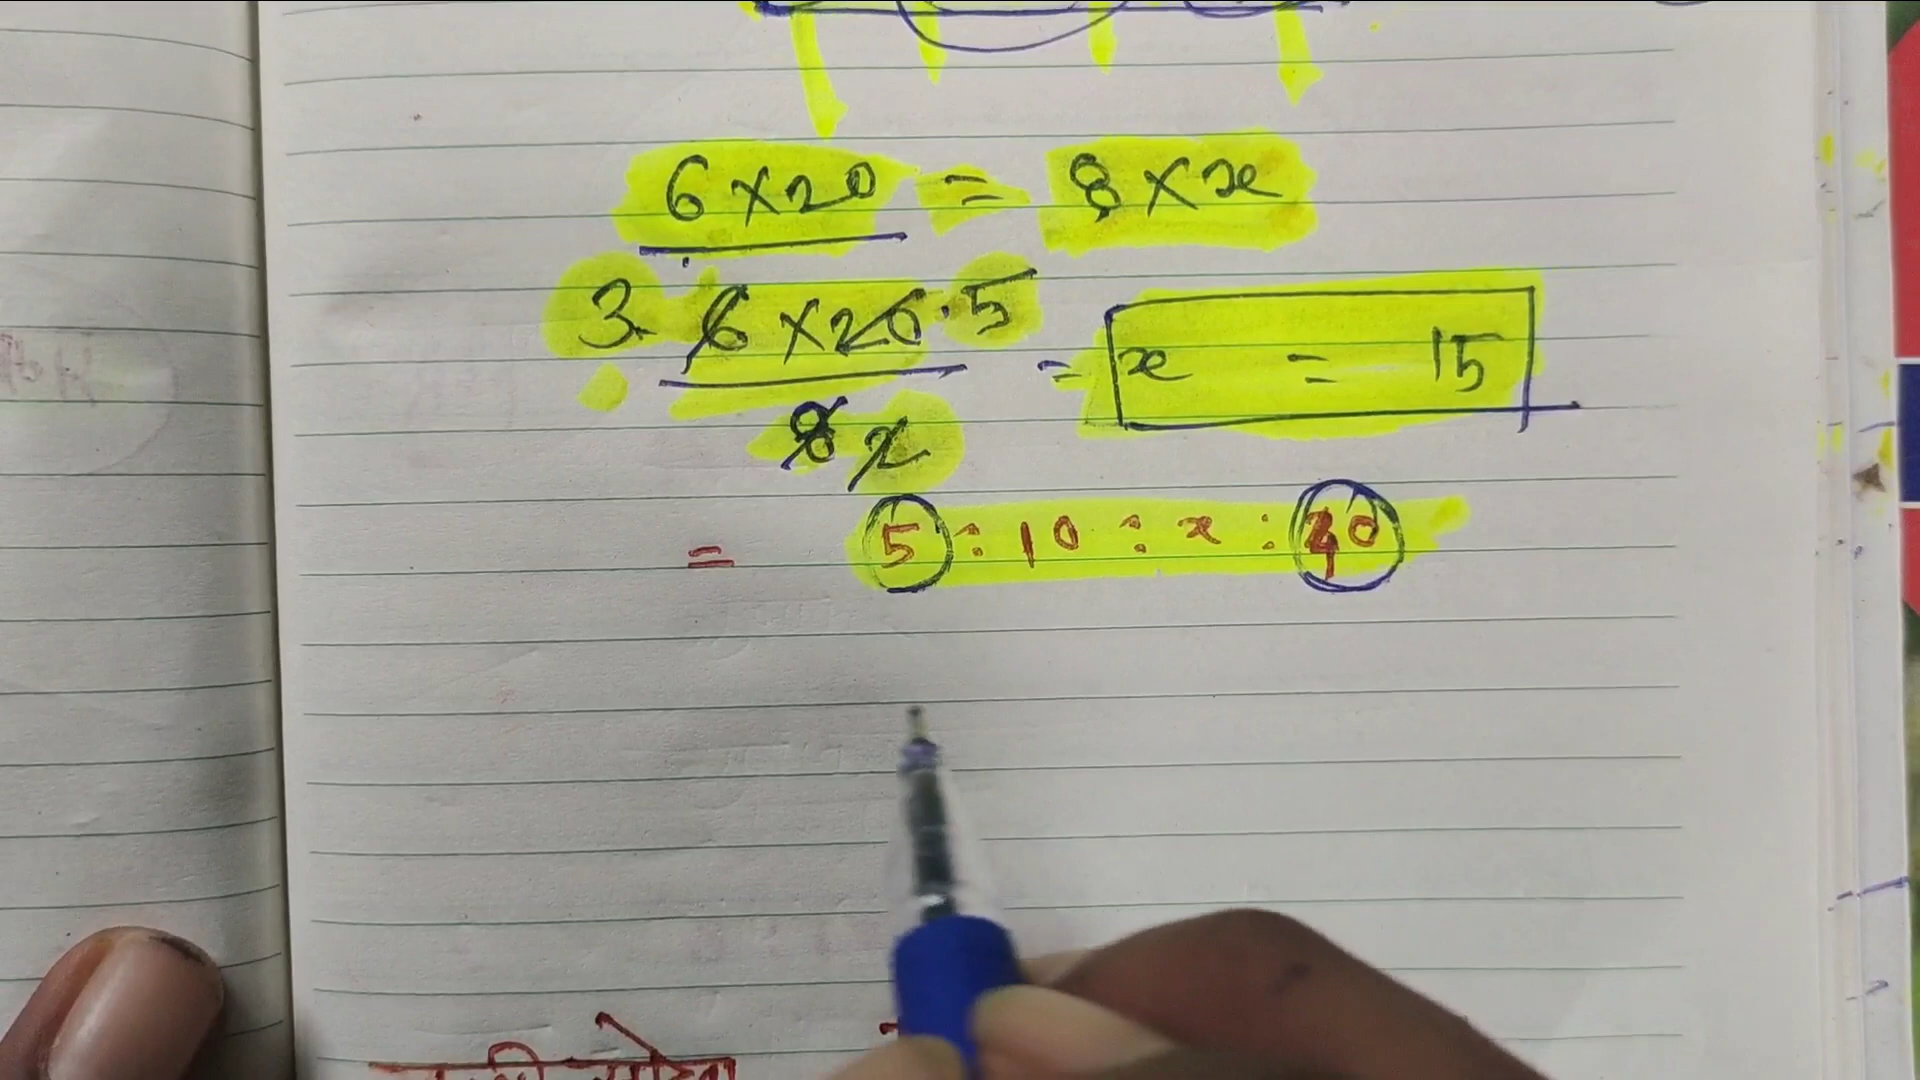 6 × 20 = 8 × x
3 6 × 20 · 5
= x = 15
8 2
= 5 : 10 : x : 40